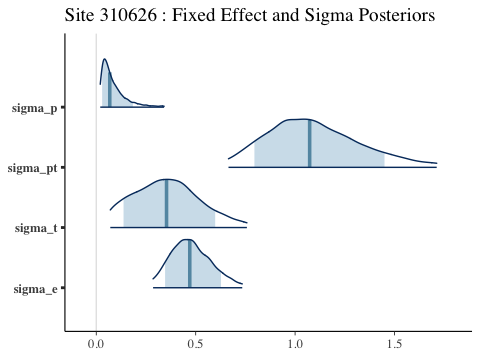 Site 310626 : Fixed Effect and Sigma Posteriors
sigma_p
sigma_pt
sigma_t
sigma_e
0.0 0.5 1.0 1.5